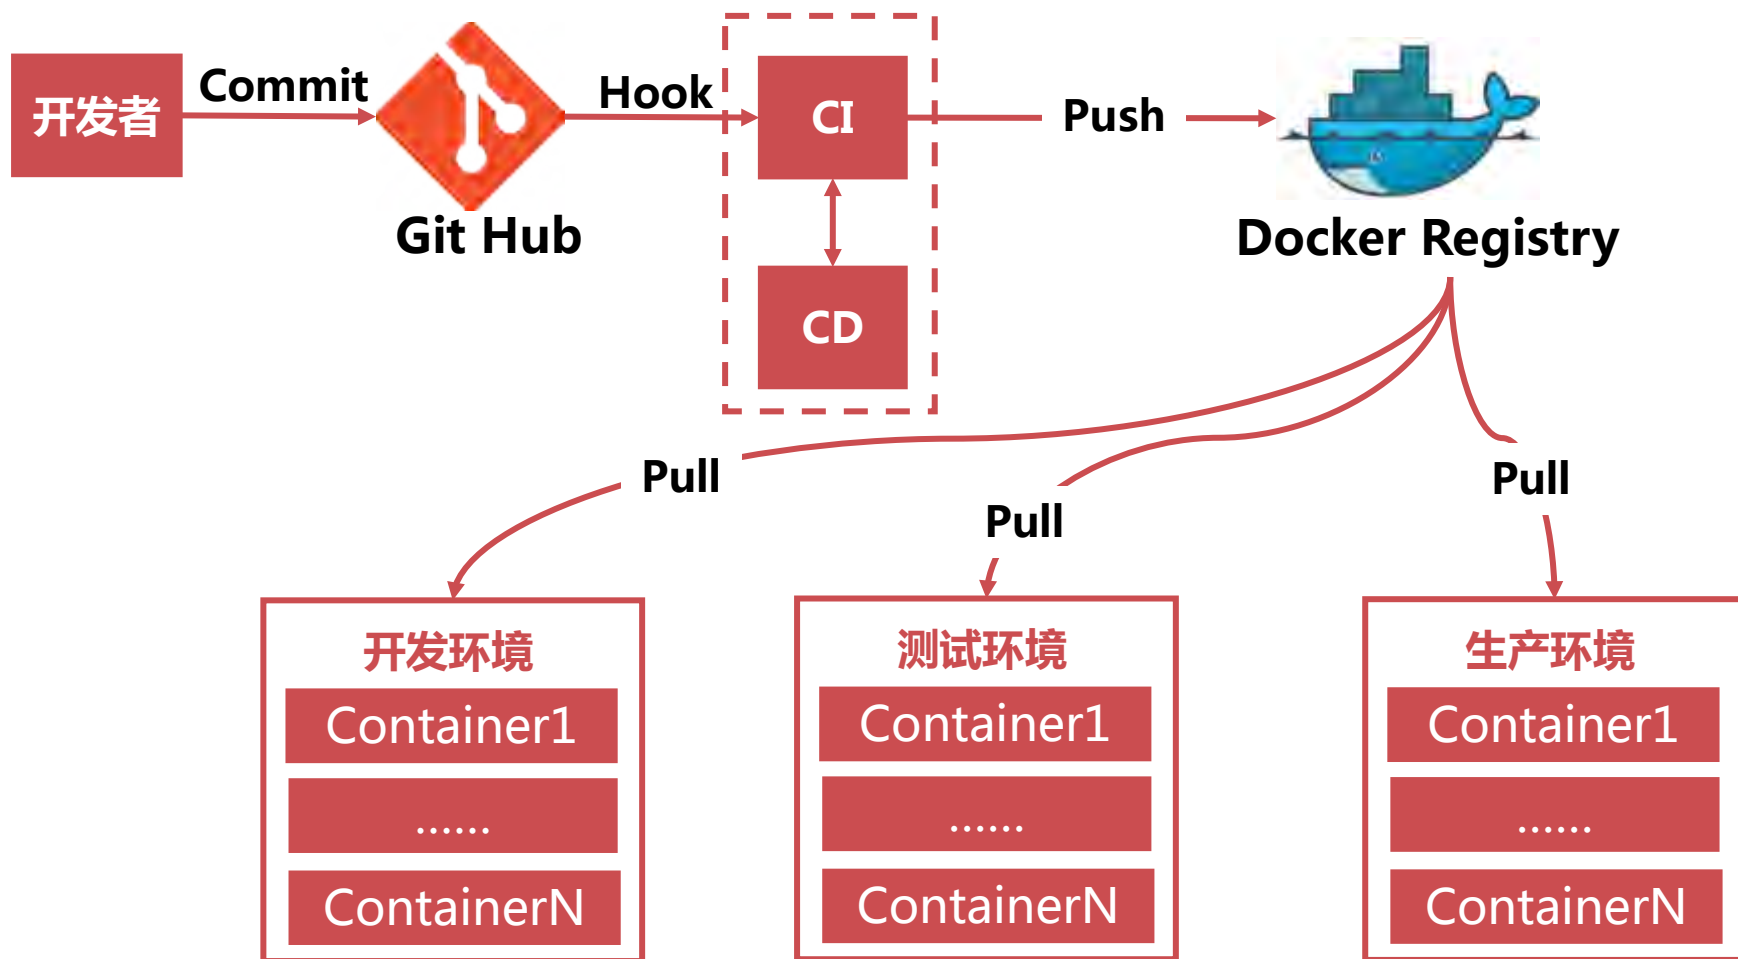 开发者
Commit
Git Hub
Hook
CI
CD
Push
Docker Registry
Pull
Pull
Pull
开发环境
Container1
......
ContainerN
测试环境
Container1
......
ContainerN
生产环境
Container1
......
ContainerN